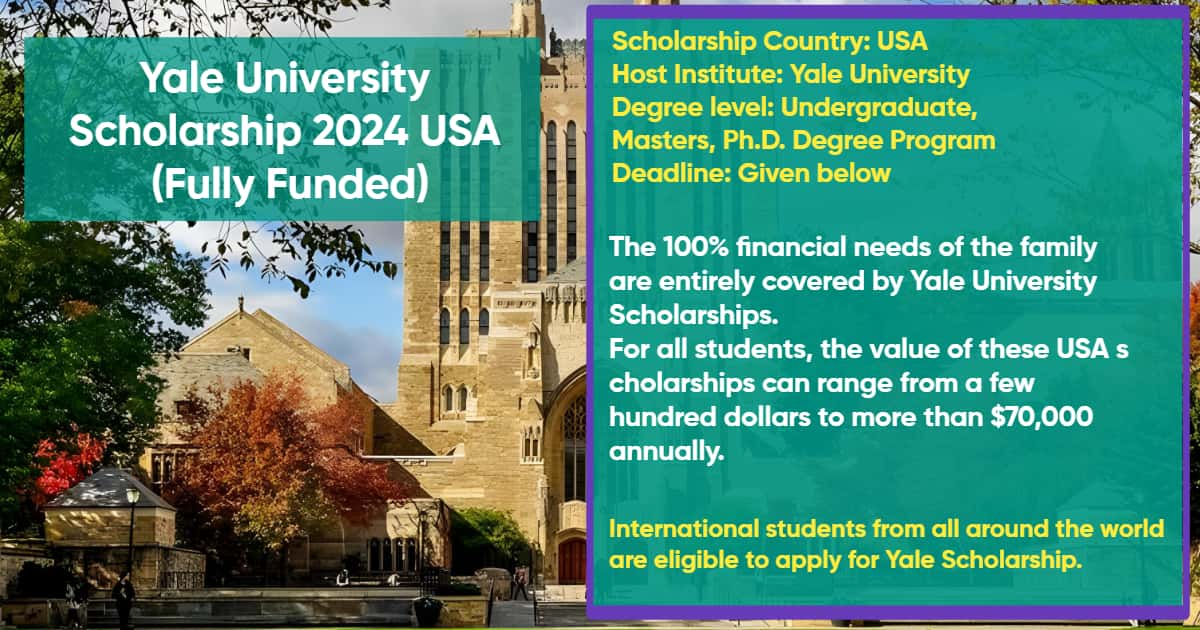 Yale University
Scholarship 2024 USA
(Fully Funded)
Scholarship Country: USA
Host Institute: Yale University
Degree level: Undergraduate,
Masters, Ph.D. Degree Program
Deadline: Given below
The 100% financial needs of the family
are entirely covered by Yale University
Scholarships.
For all students, the value of these USA s
cholarships can range from a few
hundred dollars to more than $70,000
annually.
International students from all around the world
are eligible to apply for Yale Scholarship.